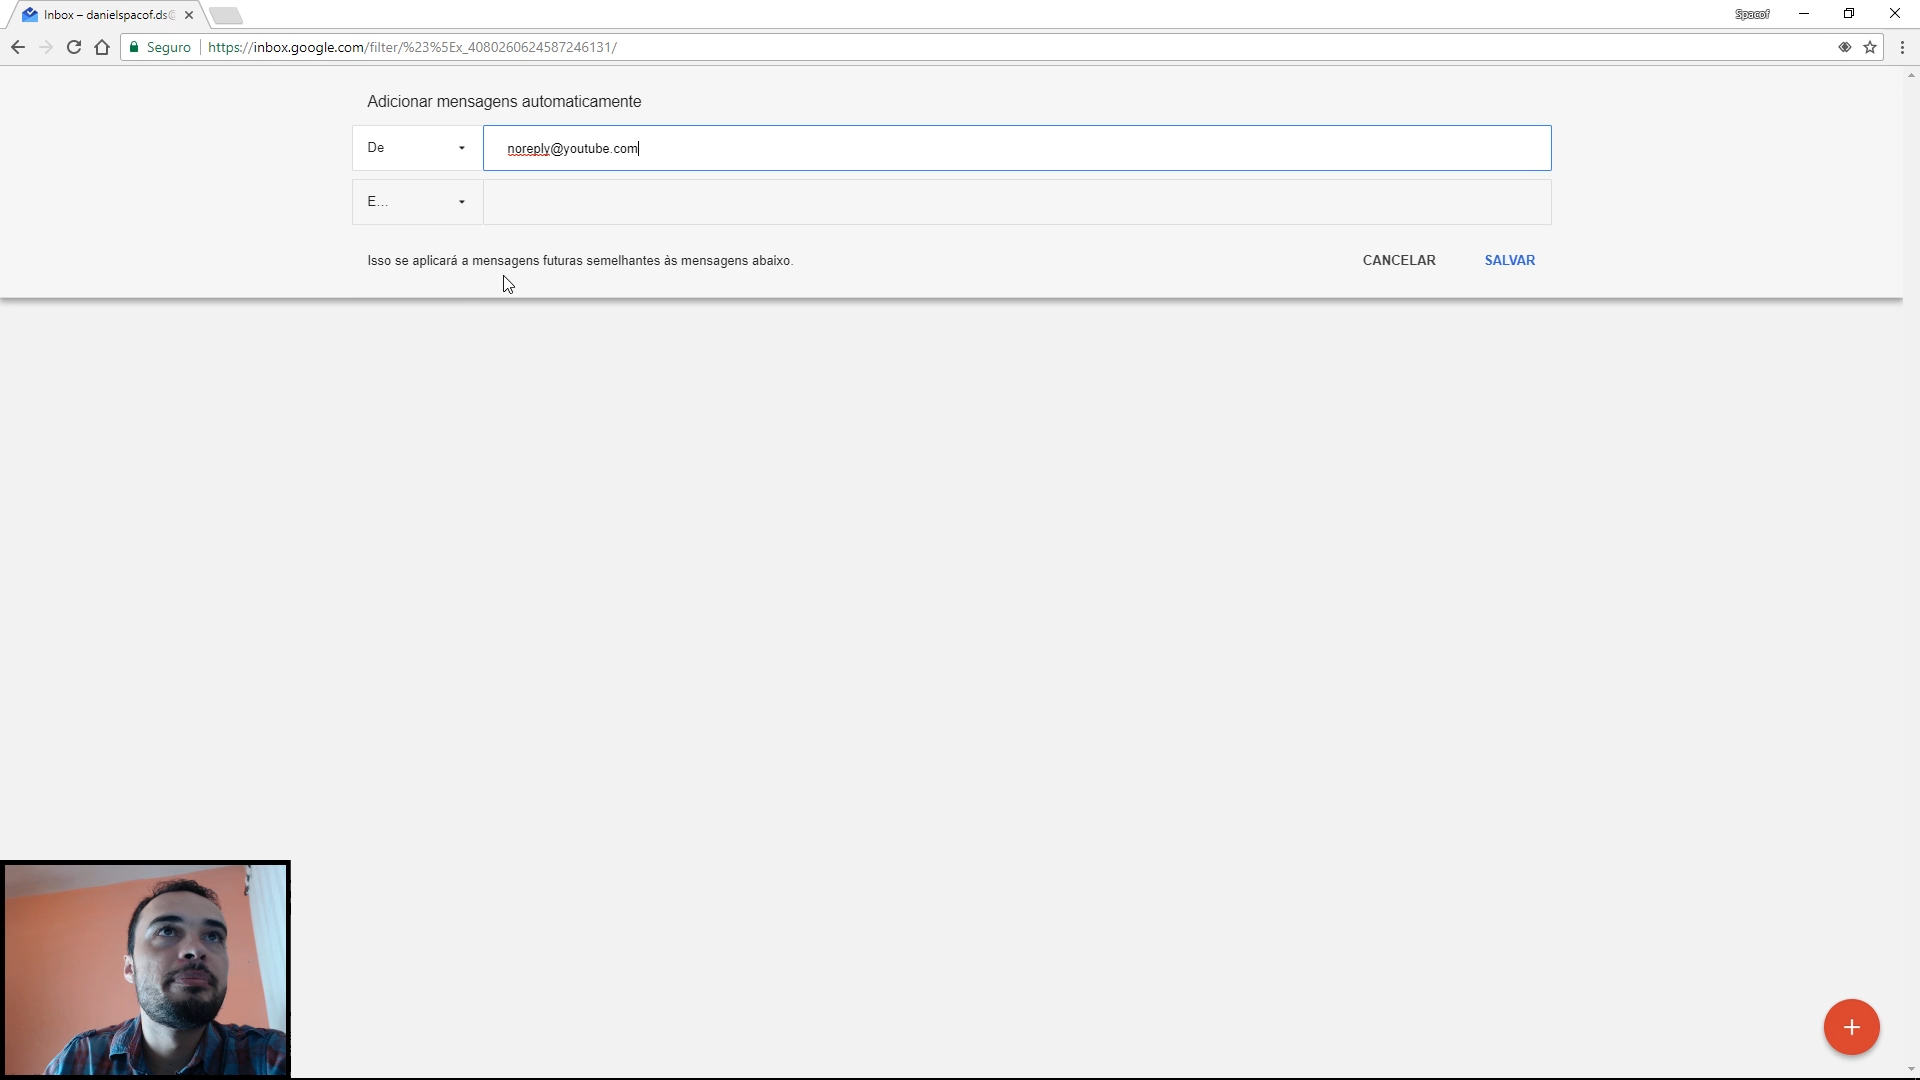 Inbox – danielspacof.ds@
Spacof
Seguro
https://inbox.google.com/filter/%23%5Ex_4080260624587246131/
Adicionar mensagens automaticamente
De
noreply@youtube.com
E...
Isso se aplicará a mensagens futuras semelhantes às mensagens abaixo.
CANCELAR
SALVAR